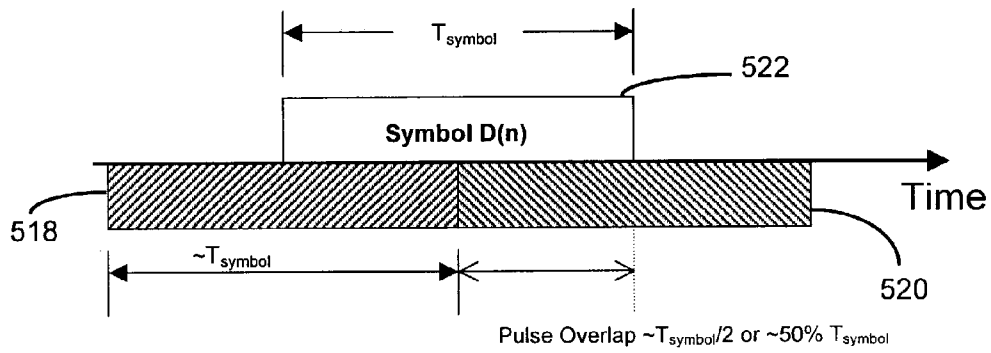 T_symbol
522
Symbol D(n)
Time
518
~T_symbol
520
Pulse Overlap ~T_symbol/2 or ~50% T_symbol